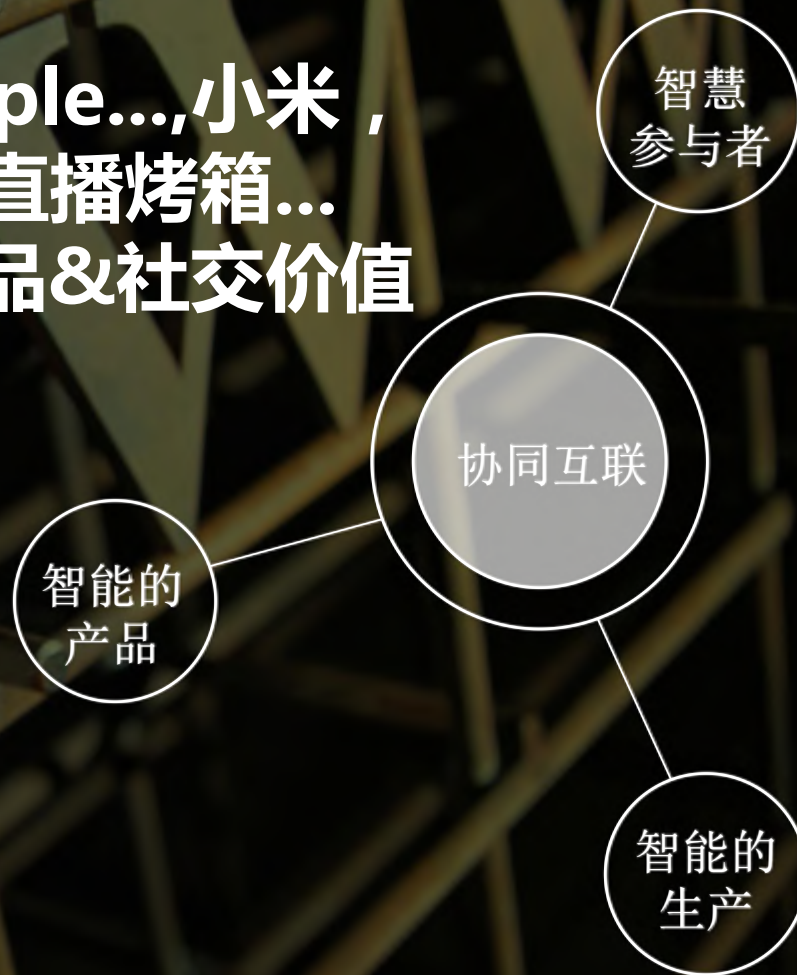 ple...,小米，
直播烤箱...
品&社交价值
智慧
参与者
协同互联
智能的
产品
智能的
生产